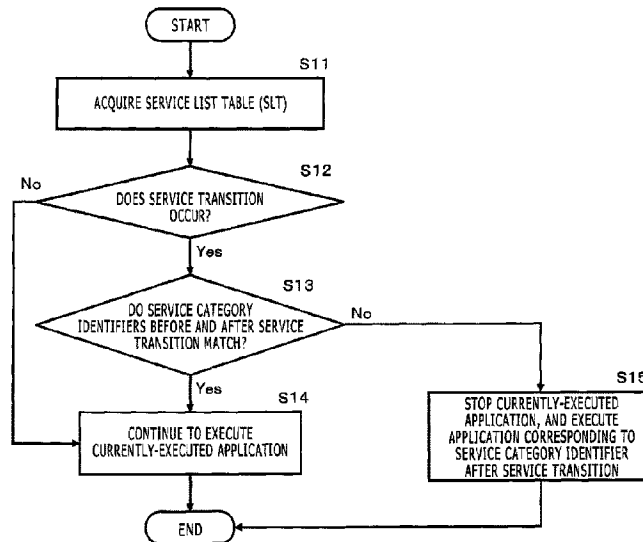 START
S11
ACQUIRE SERVICE LIST TABLE (SLT)
S12
No
DOES SERVICE TRANSITION
OCCUR?
Yes
S13
DO SERVICE CATEGORY
IDENTIFIERS BEFORE AND AFTER SERVICE
TRANSITION MATCH?
No
Yes
S14
CONTINUE TO EXECUTE
CURRENTLY-EXECUTED APPLICATION
S15
STOP CURRENTLY-EXECUTED
APPLICATION, AND EXECUTE
APPLICATION CORRESPONDING TO
SERVICE CATEGORY IDENTIFIER
AFTER SERVICE TRANSITION
END